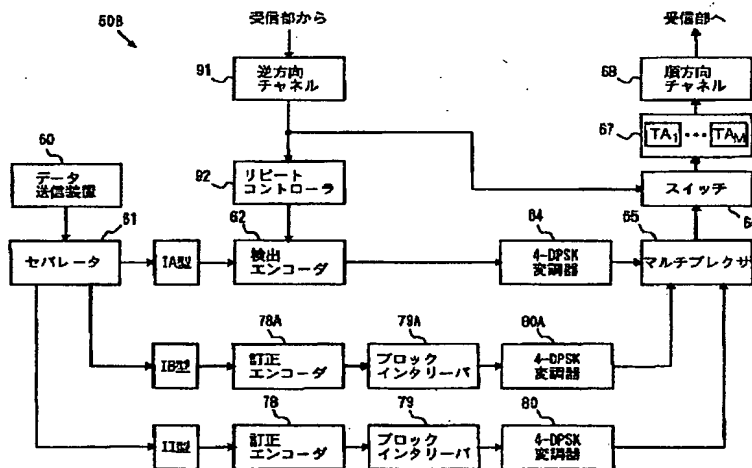 60B
受信部から
受信部へ
91
逆方向
チャネル
68
順方向
チャネル
67
TA1 ••• TAM
60
データ
送信装置
92
リピート
コントローラ
スイッチ
61
セパレータ
IA型
62
検出
エンコーダ
64
4-DPSK
変調器
65
マルチプレクサ
78A
IB型
訂正
エンコーダ
79A
ブロック
インタリーバ
80A
4-DPSK
変調器
78
II型
訂正
エンコーダ
79
ブロック
インタリーバ
80
4-DPSK
変調器